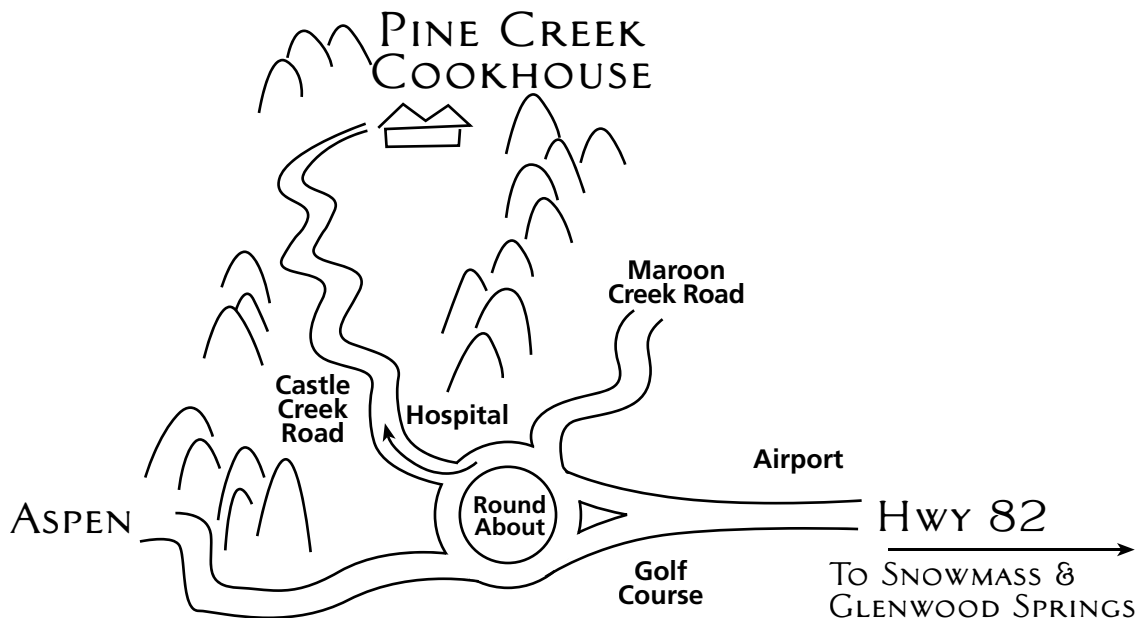 PINE CREEK
COOKHOUSE
Maroon
Creek Road
Castle
Creek
Road
Hospital
Airport
Round
About
ASPEN
HWY 82
Golf
Course
TO SNOWMASS &
GLENWOOD SPRINGS